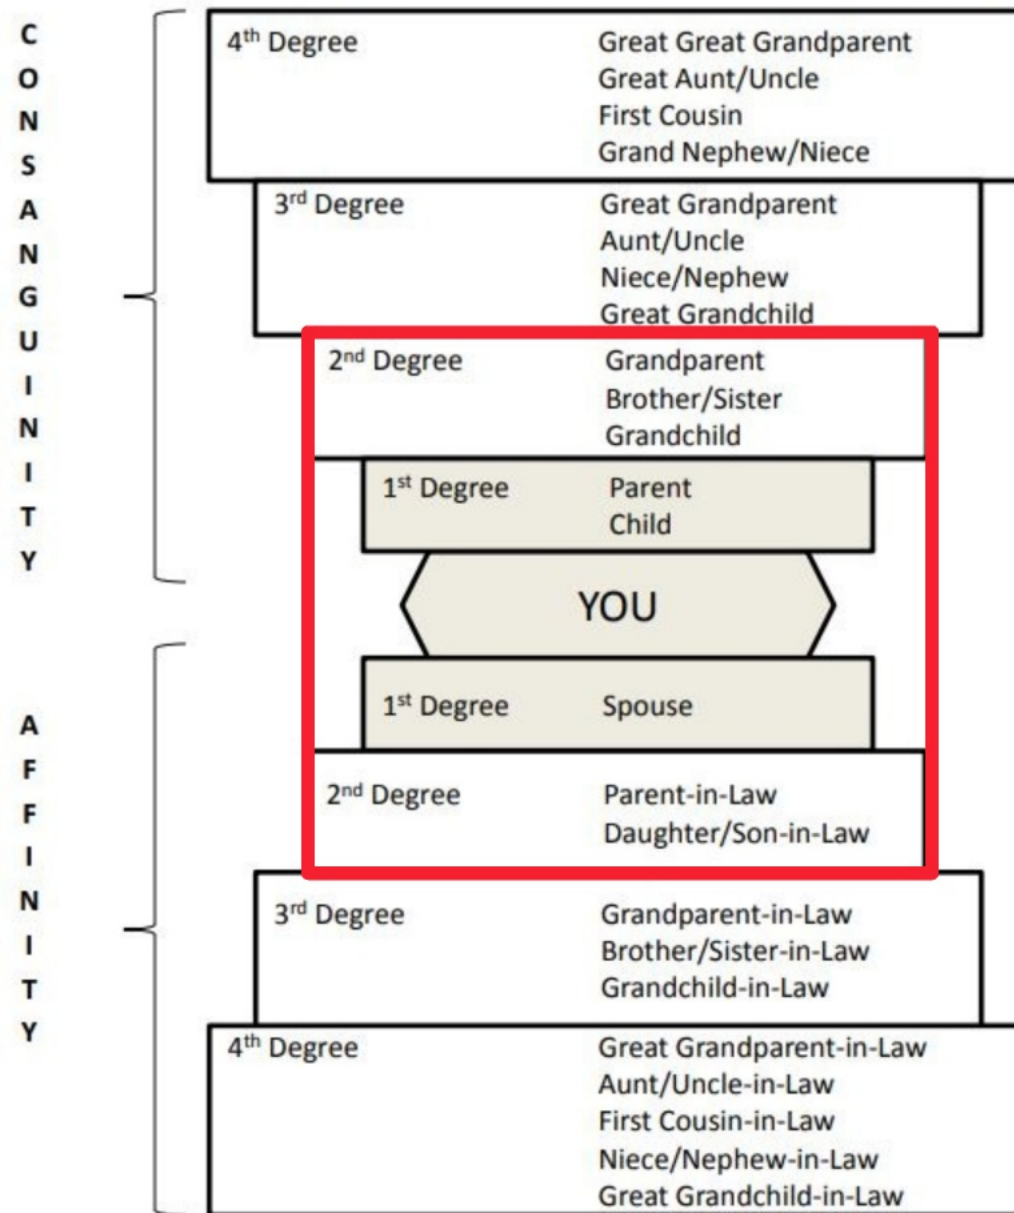 CONSANGUINITY
4th Degree Great Great Grandparent
Great Aunt/Uncle
First Cousin
Grand Nephew/Niece
3rd Degree Great Grandparent
Aunt/Uncle
Niece/Nephew
Great Grandchild
2nd Degree Grandparent
Brother/Sister
Grandchild
1st Degree Parent
Child
YOU
AFFINITY
1st Degree Spouse
2nd Degree Parent-in-Law
Daughter/Son-in-Law
3rd Degree Grandparent-in-Law
Brother/Sister-in-Law
Grandchild-in-Law
4th Degree Great Grandparent-in-Law
Aunt/Uncle-in-Law
First Cousin-in-Law
Niece/Nephew-in-Law
Great Grandchild-in-Law